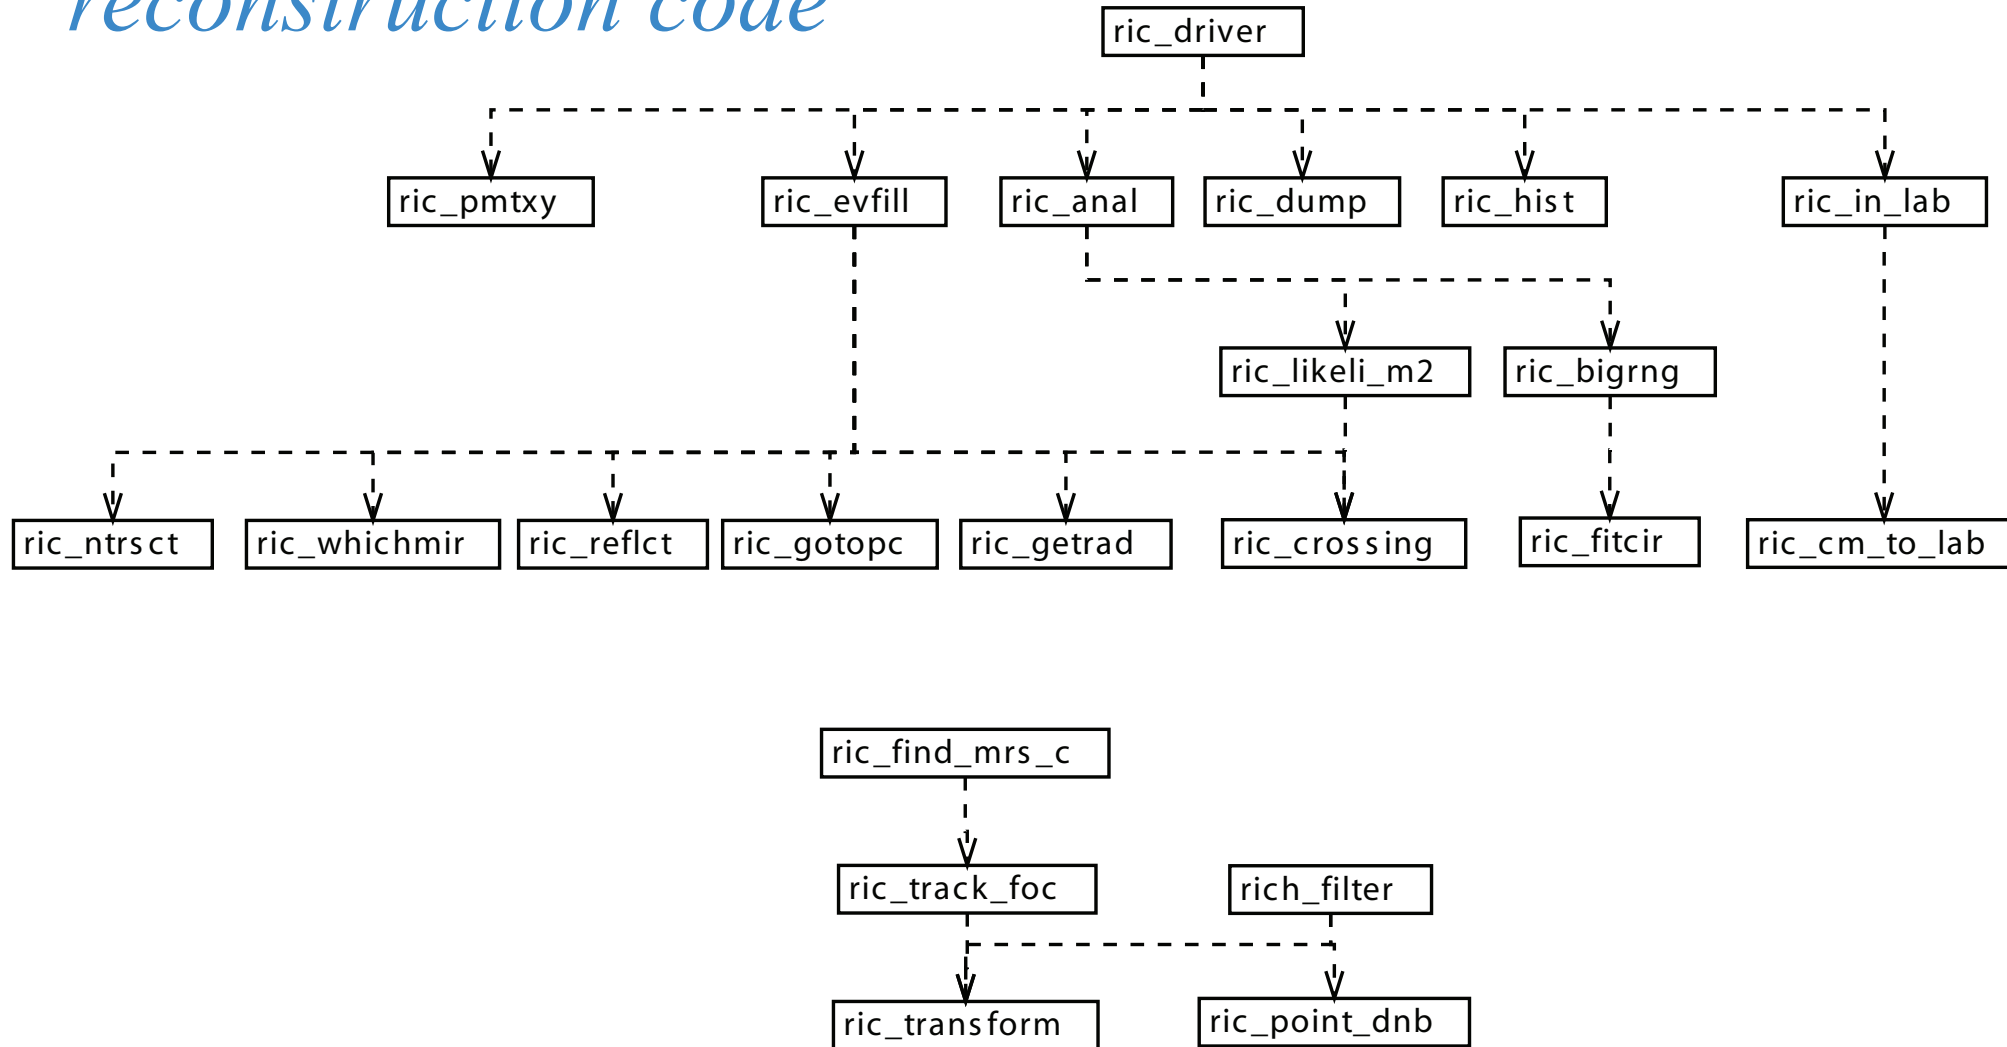 reconstruction code
ric_driver
ric_pmtxy
ric_evfill
ric_anal
ric_dump
ric_hist
ric_in_lab
ric_likeli_m2
ric_bigrng
ric_ntrsct
ric_whichmir
ric_reflct
ric_gotopc
ric_getrad
ric_crossing
ric_fitcir
ric_cm_to_lab
ric_find_mrs_c
ric_track_foc
rich_filter
ric_transform
ric_point_dnb